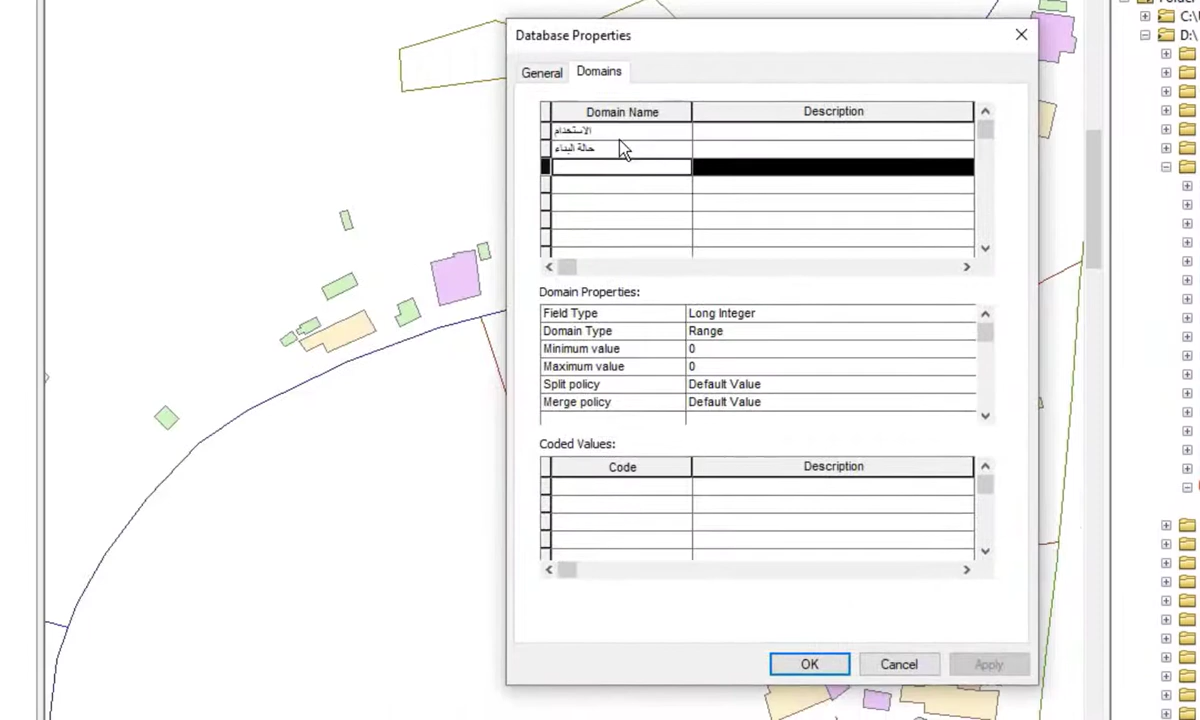 Folder
C:\
D:\
Database Properties
General Domains
Domain Name Description
الاستخدام
حالة البناء
Domain Properties:
Field Type Long Integer
Domain Type Range
Minimum value 0
Maximum value 0
Split policy Default Value
Merge policy Default Value
Coded Values:
Code Description
OK Cancel Apply